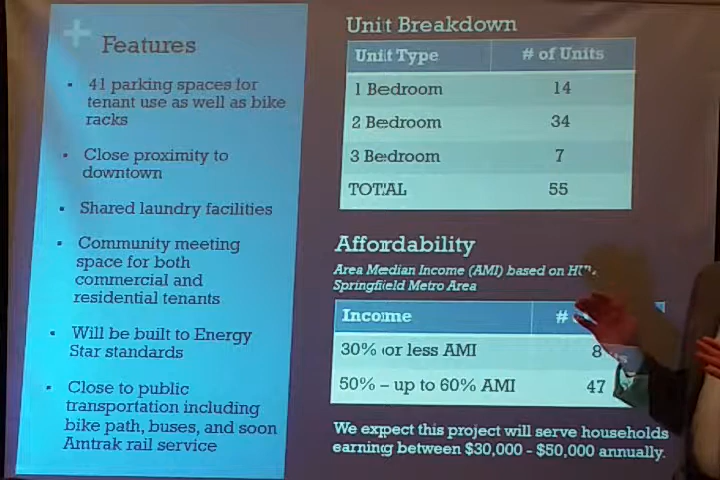 Features
41 parking spaces for
tenant use as well as bike
racks
Close proximity to
downtown
Shared laundry facilities
Community meeting
space for both
commercial and
residential tenants
Will be built to Energy
Star standards
Close to public
transportation including
bike path, buses, and soon
Amtrak rail service
Unit Breakdown
Unit Type # of Units
1 Bedroom 14
2 Bedroom 34
3 Bedroom 7
TOTAL 55
Affordability
Area Median Income (AMI) based on
Springfield Metro Area
Income #
30% or less AMI 8
50% – up to 60% AMI 47
We expect this project will serve households
earning between $30,000 - $50,000 annually.